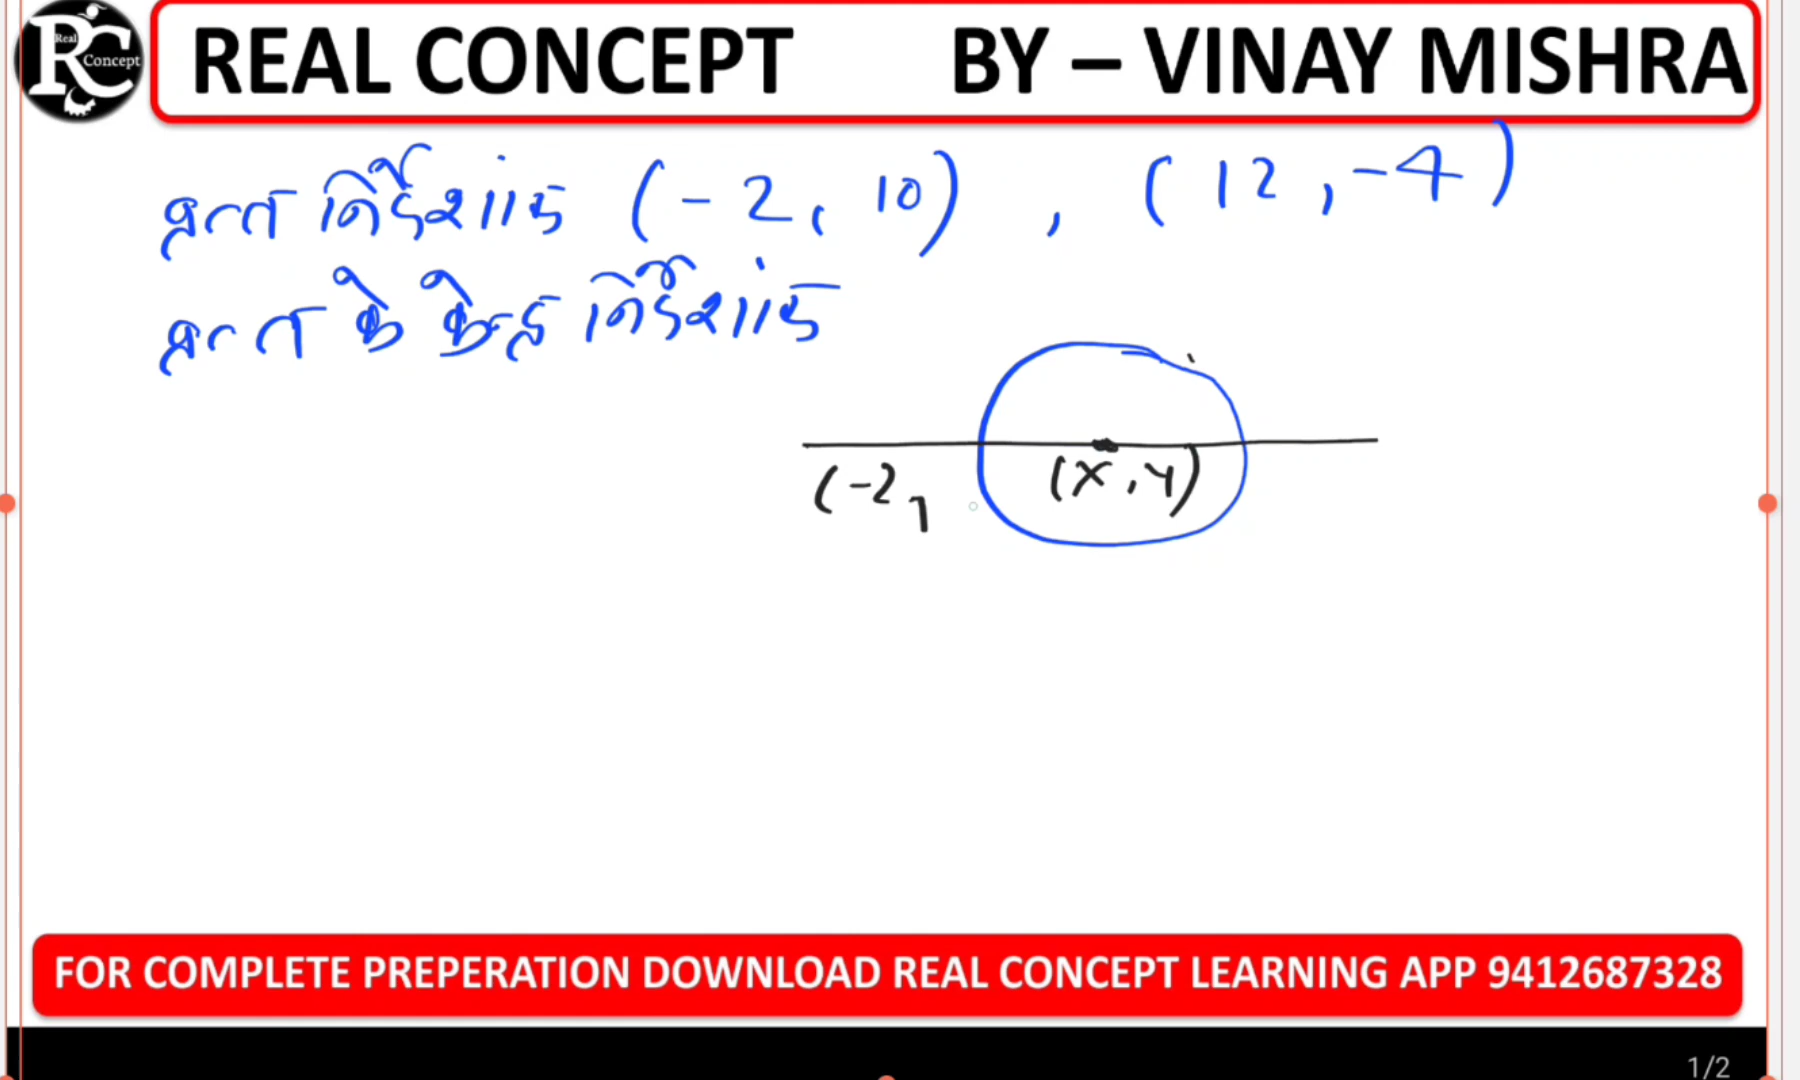 Real
Concept
REAL CONCEPT BY – VINAY MISHRA
वृत्त निर्देशांक (-2, 10) , (12, -4)
वृत्त के केन्द्र निर्देशांक
(-2, (x, y)
FOR COMPLETE PREPERATION DOWNLOAD REAL CONCEPT LEARNING APP 9412687328
1/2